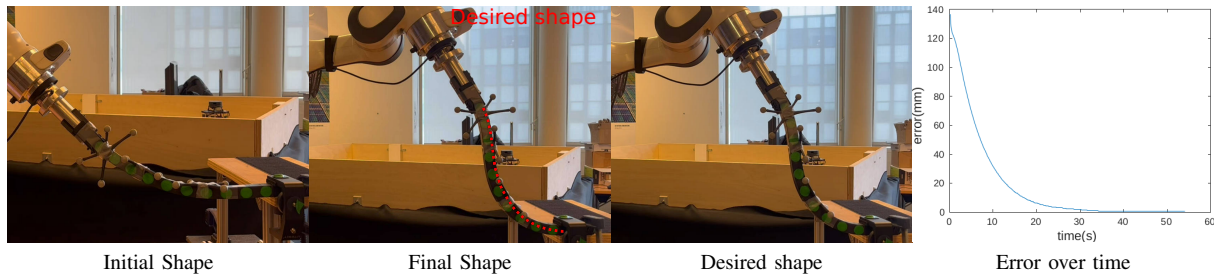 Desired shape
140
120
100
80
60
40
20
0
error(mm)
0 10 20 30 40 50 60
time(s)
Initial Shape Final Shape Desired shape Error over time